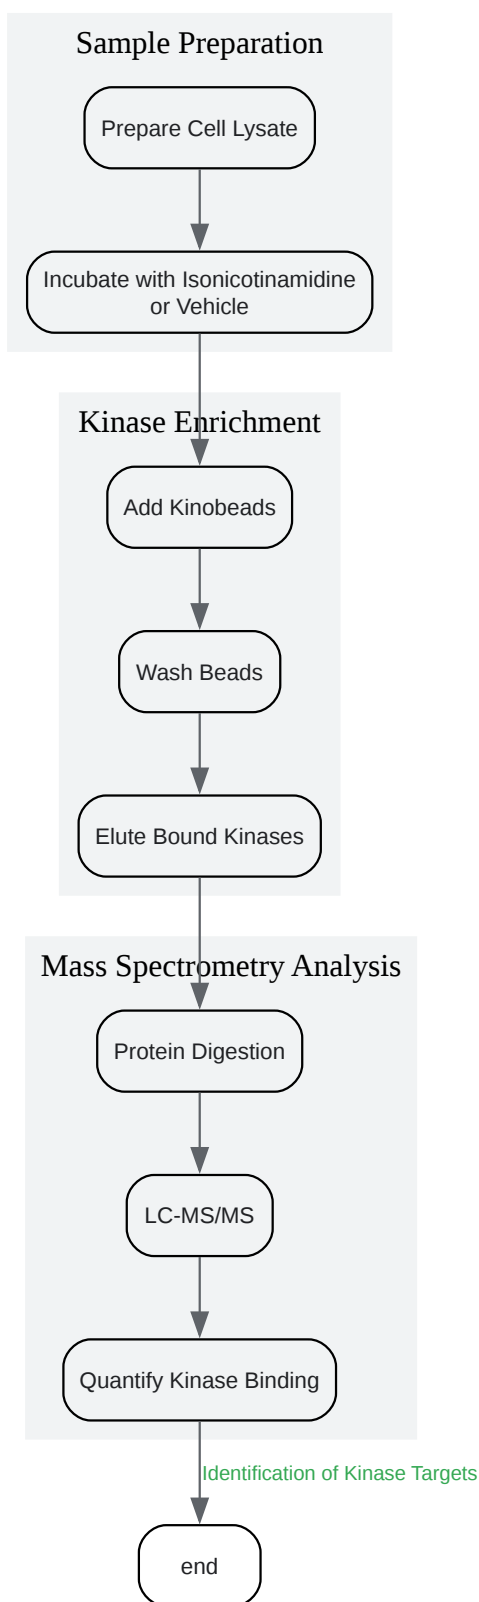 Sample Preparation
Prepare Cell Lysate
Incubate with Isonicotinamidine
or Vehicle
Kinase Enrichment
Add Kinobeads
Wash Beads
Elute Bound Kinases
Mass Spectrometry Analysis
Protein Digestion
LC-MS/MS
Quantify Kinase Binding
Identification of Kinase Targets
end